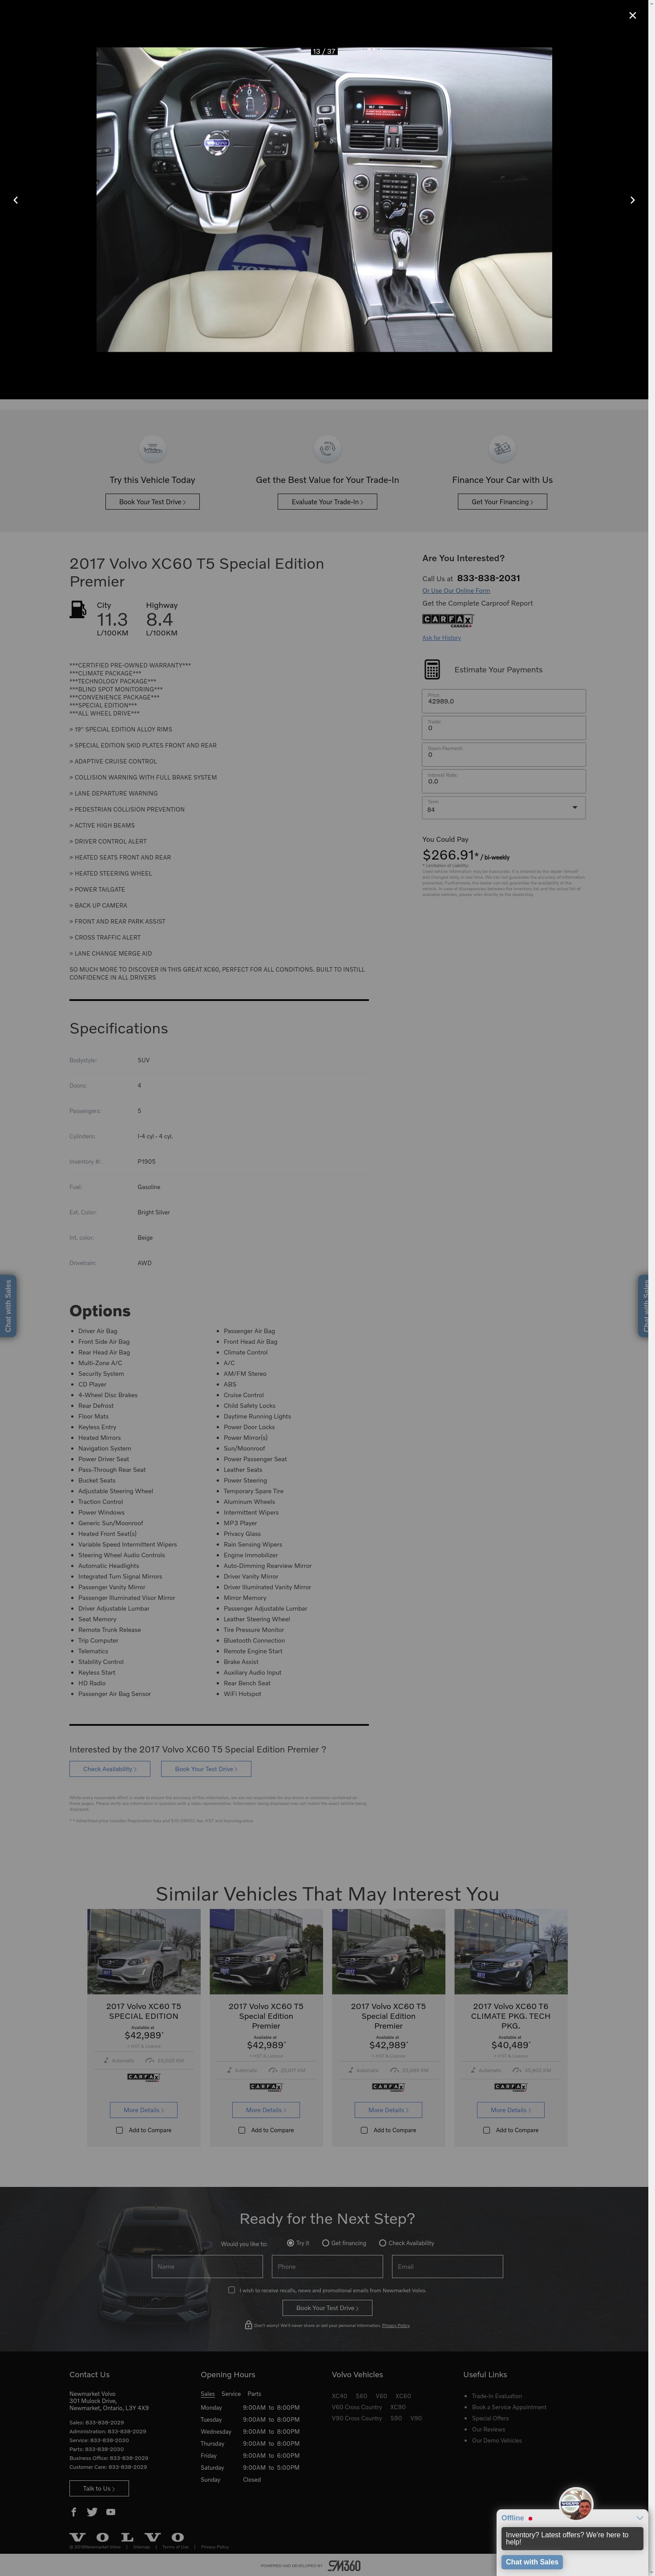 13 / 37
Try this Vehicle Today
Book Your Test Drive
Get the Best Value for Your Trade-In
Evaluate Your Trade-In
Finance Your Car with Us
Get Your Financing
2017 Volvo XC60 T5 Special Edition
Premier
City
11.3
L/100KM
Highway
8.4
L/100KM
***CERTIFIED PRE-OWNED WARRANTY***
***CLIMATE PACKAGE***
***TECHNOLOGY PACKAGE***
***BLIND SPOT MONITORING***
***CONVENIENCE PACKAGE***
***SPECIAL EDITION***
***ALL WHEEL DRIVE***
» 19" SPECIAL EDITION ALLOY RIMS
» SPECIAL EDITION SKID PLATES FRONT AND REAR
» ADAPTIVE CRUISE CONTROL
» COLLISION WARNING WITH FULL BRAKE SYSTEM
» LANE DEPARTURE WARNING
» PEDESTRIAN COLLISION PREVENTION
» ACTIVE HIGH BEAMS
» DRIVER CONTROL ALERT
» HEATED SEATS FRONT AND REAR
» HEATED STEERING WHEEL
» POWER TAILGATE
» BACK UP CAMERA
» FRONT AND REAR PARK ASSIST
» CROSS TRAFFIC ALERT
» LANE CHANGE MERGE AID
SO MUCH MORE TO DISCOVER IN THIS GREAT XC60, PERFECT FOR ALL CONDITIONS. BUILT TO INSTILL
CONFIDENCE IN ALL DRIVERS
Are You Interested?
Call Us at 833-838-2031
Or Use Our Online Form
Get the Complete Carproof Report
CARFAX
CANADA
Ask for History
Estimate Your Payments
Price:
42989.0
Trade:
0
Down Payment:
0
Interest Rate:
0.0
Term:
84
You Could Pay
$266.91* / bi-weekly
* Limitation of Liability:
Specifications
Bodystyle: SUV
Doors: 4
Passengers: 5
Cylinders: I-4 cyl - 4 cyl.
Inventory #: P1905
Fuel: Gasoline
Ext. Color: Bright Silver
Int. color: Beige
Drivetrain: AWD
Chat with Sales
Chat with Sales
Options
Driver Air Bag
Front Side Air Bag
Rear Head Air Bag
Multi-Zone A/C
Security System
CD Player
4-Wheel Disc Brakes
Rear Defrost
Floor Mats
Keyless Entry
Heated Mirrors
Navigation System
Power Driver Seat
Pass-Through Rear Seat
Bucket Seats
Adjustable Steering Wheel
Traction Control
Power Windows
Generic Sun/Moonroof
Heated Front Seat(s)
Variable Speed Intermittent Wipers
Steering Wheel Audio Controls
Automatic Headlights
Integrated Turn Signal Mirrors
Passenger Vanity Mirror
Passenger Illuminated Visor Mirror
Driver Adjustable Lumbar
Seat Memory
Remote Trunk Release
Trip Computer
Telematics
Stability Control
Keyless Start
HD Radio
Passenger Air Bag Sensor
Passenger Air Bag
Front Head Air Bag
Climate Control
A/C
AM/FM Stereo
ABS
Cruise Control
Child Safety Locks
Daytime Running Lights
Power Door Locks
Power Mirror(s)
Sun/Moonroof
Power Passenger Seat
Leather Seats
Power Steering
Temporary Spare Tire
Aluminum Wheels
Intermittent Wipers
MP3 Player
Privacy Glass
Rain Sensing Wipers
Engine Immobilizer
Auto-Dimming Rearview Mirror
Driver Vanity Mirror
Driver Illuminated Vanity Mirror
Mirror Memory
Passenger Adjustable Lumbar
Leather Steering Wheel
Tire Pressure Monitor
Bluetooth Connection
Remote Engine Start
Brake Assist
Auxiliary Audio Input
Rear Bench Seat
WiFi Hotspot
Interested by the 2017 Volvo XC60 T5 Special Edition Premier ?
Check Availability
Book Your Test Drive
Similar Vehicles That May Interest You
2017 Volvo XC60 T5
SPECIAL EDITION
Available at
$42,989*
+ HST & Licence
Automatic
CARFAX
More Details
Add to Compare
2017 Volvo XC60 T5
Special Edition
Premier
Available at
$42,989*
+ HST & Licence
Automatic
CARFAX
More Details
Add to Compare
2017 Volvo XC60 T5
Special Edition
Premier
Available at
$42,989*
+ HST & Licence
Automatic
CARFAX
More Details
Add to Compare
2017 Volvo XC60 T6
CLIMATE PKG. TECH
PKG.
Available at
$40,489*
+ HST & Licence
Automatic
CARFAX
More Details
Add to Compare
Ready for the Next Step?
Would you like to: Try it Get financing Check Availability
Name
Phone
Email
I wish to receive recalls, news and promotional emails from Newmarket Volvo.
Book Your Test Drive
Don't worry! We'll never share or sell your personal information. Privacy Policy
Contact Us
Newmarket Volvo
301 Mulock Drive,
Newmarket, Ontario, L3Y 4X9
Sales: 833-838-2029
Administration: 833-838-2029
Service: 833-838-2030
Parts: 833-838-2030
Business Office: 833-838-2029
Customer Care: 833-838-2029
Talk to Us
Opening Hours
Sales Service Parts
Monday 9:00AM to 8:00PM
Tuesday 9:00AM to 8:00PM
Wednesday 9:00AM to 8:00PM
Thursday 9:00AM to 8:00PM
Friday 9:00AM to 6:00PM
Saturday 9:00AM to 5:00PM
Sunday Closed
Volvo Vehicles
XC40 S60 V60 XC60
V60 Cross Country XC90
V90 Cross Country S90 V90
Useful Links
Trade-In Evaluation
Book a Service Appointment
Special Offers
Our Reviews
Our Demo Vehicles
VOLVO
© 2019Newmarket Volvo | Sitemap | Terms of Use | Privacy Policy
POWERED AND DEVELOPED BY SM360
Offline
Inventory? Latest offers? We're here to
help!
Chat with Sales